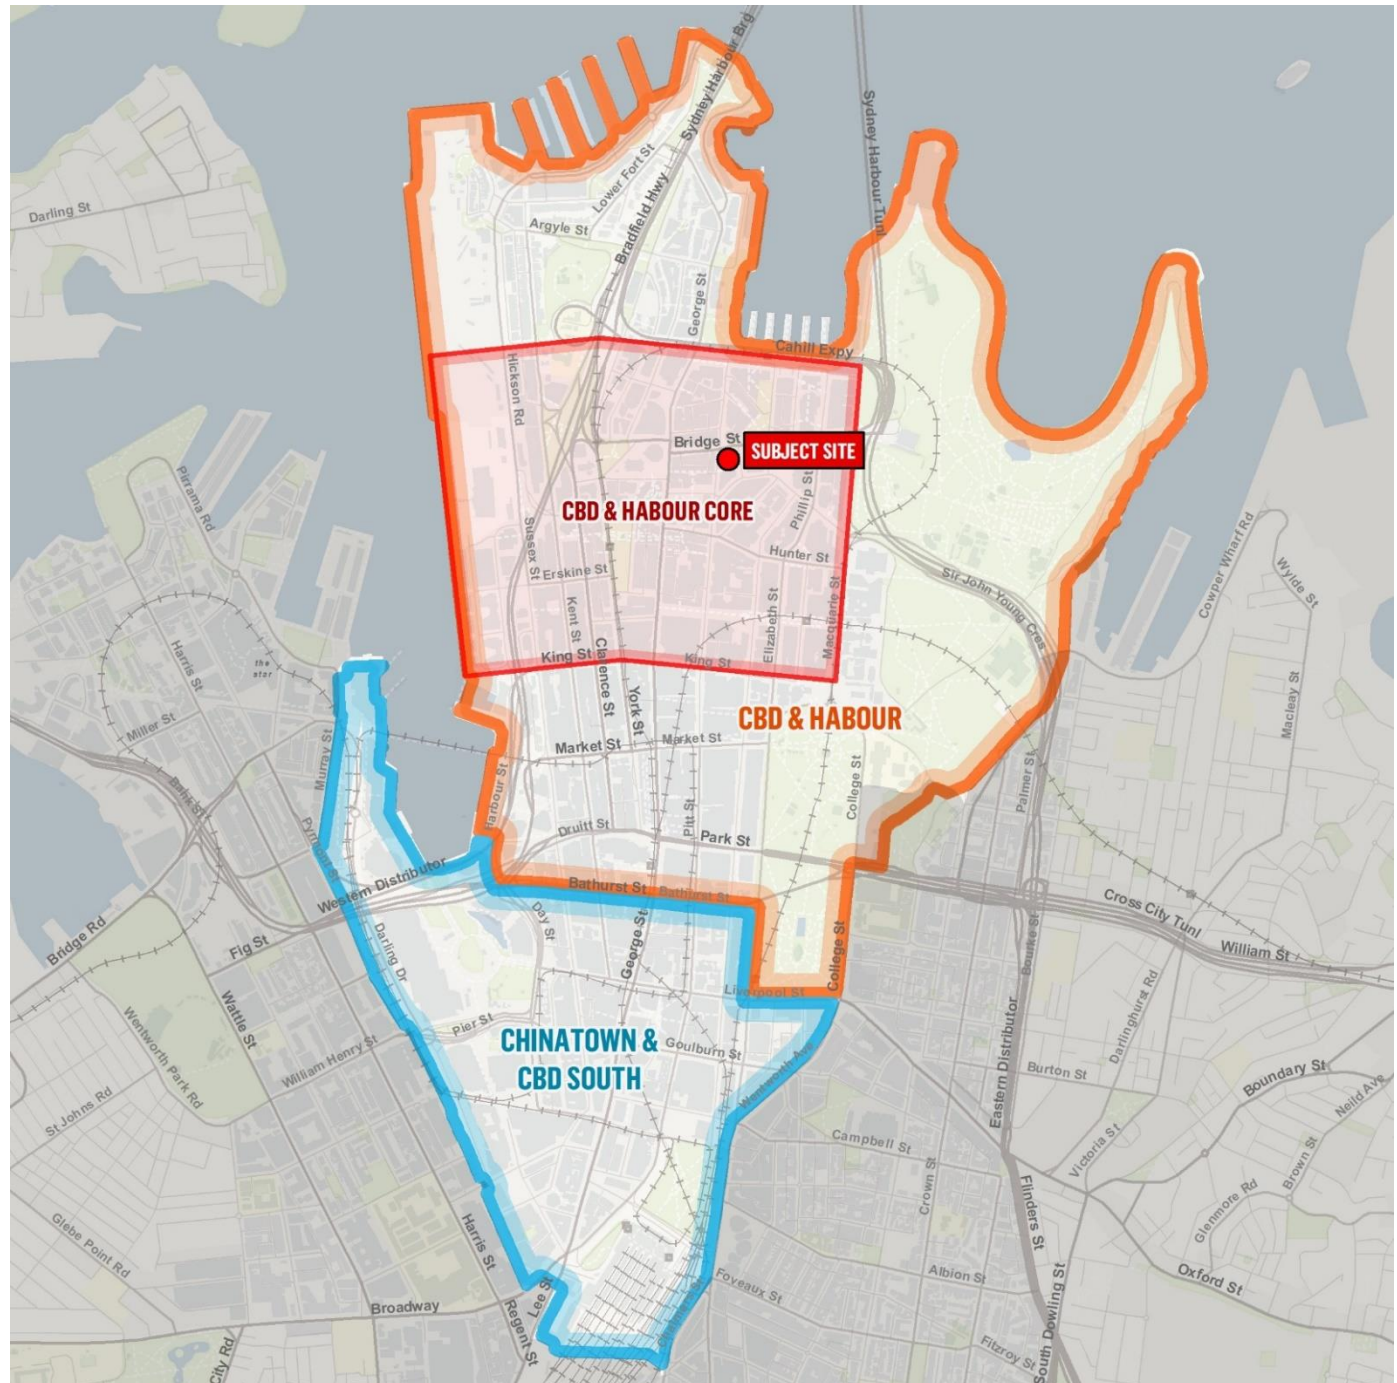 Sydney Harbour Brg
Sydney Harbour Tunl
Darling St
Lower Fort St
Bradfield Hwy
Argyle St
George St
Cahill Expy
Hickson Rd
Bridge St
SUBJECT SITE
Pirrama Rd
Phillip St
CBD & HABOUR CORE
Sussex St
Hunter St
Cowper Wharf Rd
Wylde St
Erskine St
Sir John Young Cres
Kent St
Elizabeth St
Macquarie St
Harris St
the
star
King St
Clarence St
King St
York St
Macleay St
Miller St
CBD & HABOUR
Murray St
Market St
Market St
Bank St
Harbour St
College St
Palmer St
Pitt St
Druitt St
Park St
Pyrmont St
Western Distributor
Bathurst St
Bathurst St
Cross City Tunl
Bridge Rd
Fig St
Day St
George St
Bourke St
William St
Darling Dr
College St
Liverpool St
Wattle St
Wentworth Park Rd
Pier St
Darlinghurst Rd
William Henry St
CHINATOWN &
CBD SOUTH
Goulburn St
Wentworth Ave
Eastern Distributor
Burton St
Boundary St
Neild Ave
St Johns Rd
Campbell St
Victoria St
Brown St
Crown St
Glenmore Rd
Flinders St
Glebe Point Rd
Harris St
Foveaux St
Albion St
Oxford St
Lee St
Broadway
Regent St
City Rd
Fitzroy St
South Dowling St